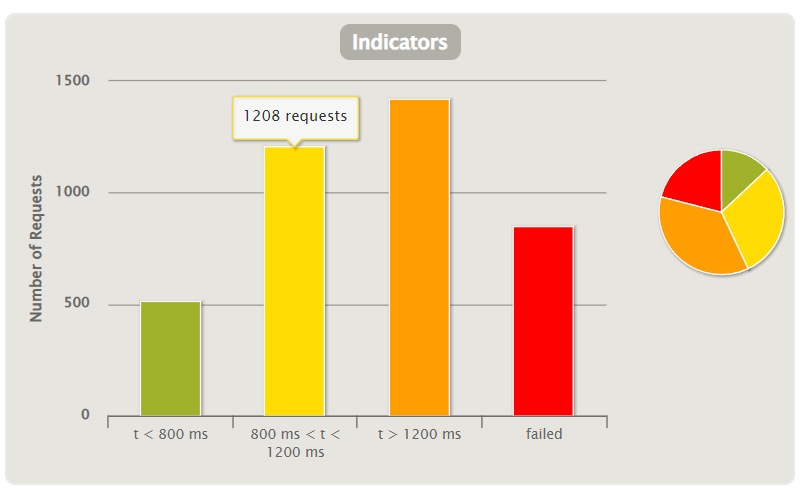 Indicators
1500
1208 requests
1000
Number of Requests
500
0
t < 800 ms
800 ms < t <
1200 ms
t > 1200 ms
failed